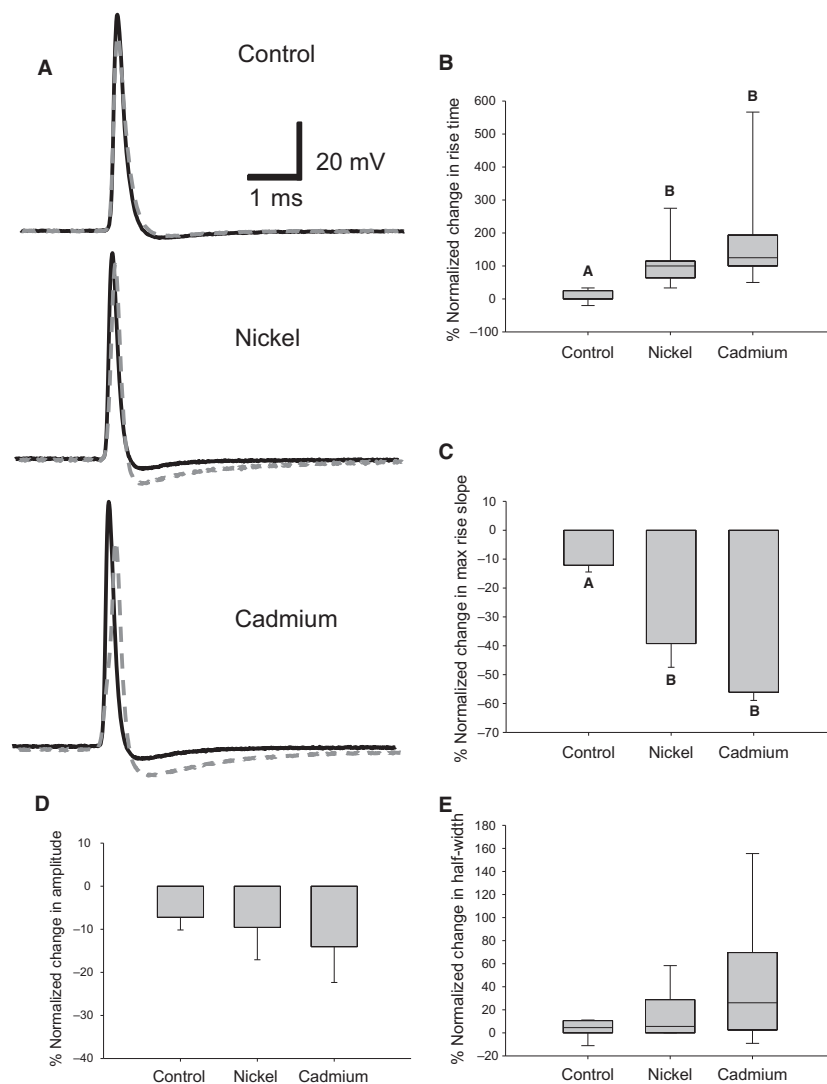 A
Control
20 mV
1 ms
Nickel
Cadmium
B
% Normalized change in rise time
600
500
400
300
200
100
0
–100
A
B
B
Control Nickel Cadmium
C
% Normalized change in max rise slope
10
0
–10
–20
–30
–40
–50
–60
–70
A
B
B
Control Nickel Cadmium
D
% Normalized change in amplitude
10
0
–10
–20
–30
–40
Control Nickel Cadmium
E
% Normalized change in half-width
180
160
140
120
100
80
60
40
20
0
–20
Control Nickel Cadmium